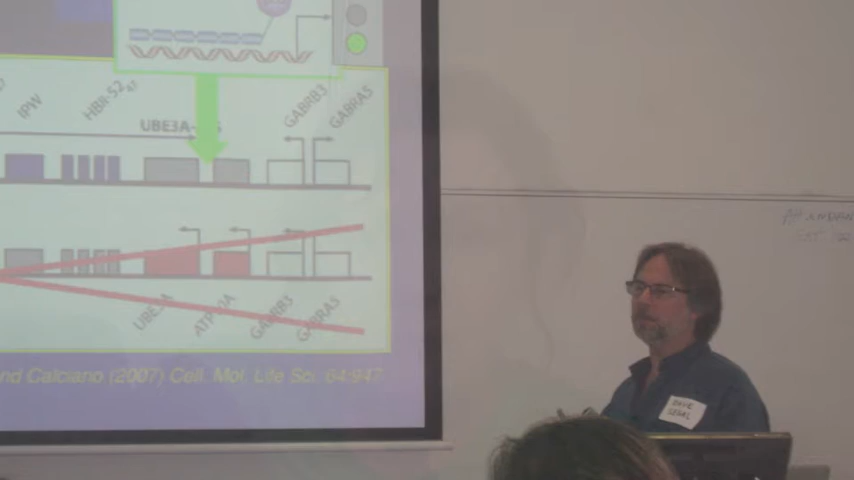 IPW
HBII-52
GABRB3
GABRA5
UBE3A-
UBE3A
ATP10A
GABRB3
GABRA5
nd Calciano (2007) Cell. Mol. Life Sci. 64:947
DAVE
SEGAL